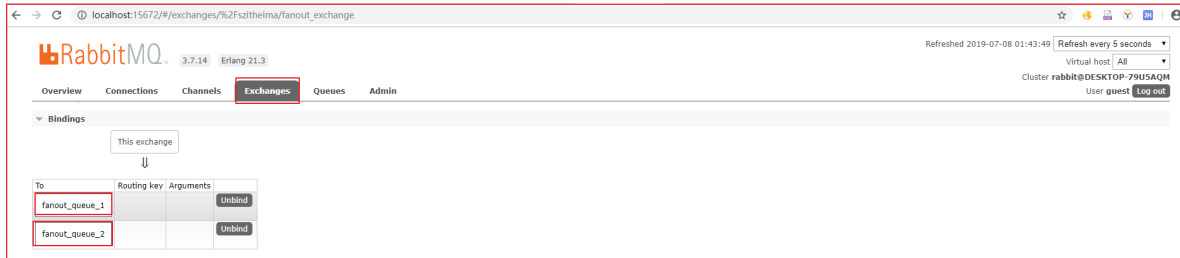 localhost:15672/#/exchanges/%2Fszitheima/fanout_exchange
JH
Refreshed 2019-07-08 01:43:49 Refresh every 5 seconds
RabbitMQ. 3.7.14 Erlang 21.3
Virtual host All
Cluster rabbit@DESKTOP-79U5AQM
User guest Log out
Overview Connections Channels Exchanges Queues Admin
Bindings
This exchange
⇓
To Routing key Arguments
fanout_queue_1 Unbind
fanout_queue_2 Unbind